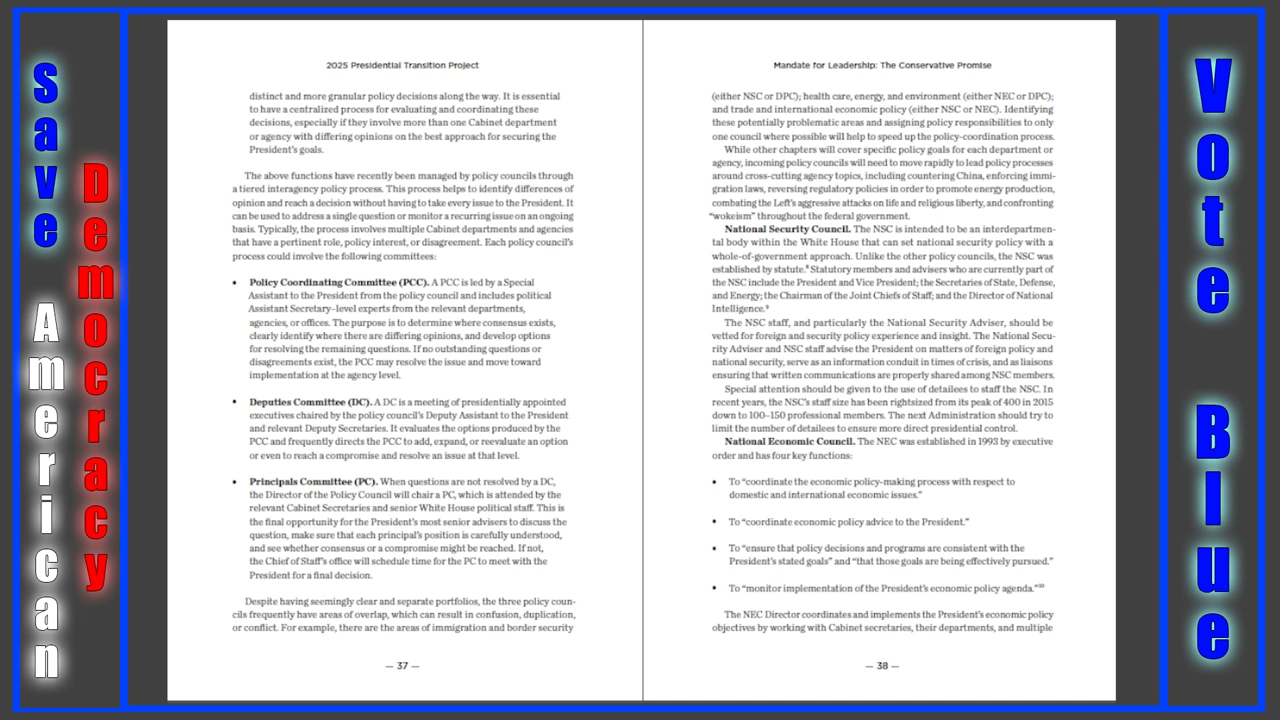 Save American
Democracy
2025 Presidential Transition Project
distinct and more granular policy decisions along the way. It is essential
to have a centralized process for evaluating and coordinating these
decisions, especially if they involve more than one Cabinet department
or agency with differing opinions on the best approach for securing the
President's goals.
The above functions have recently been managed by policy councils through
a tiered interagency policy process. This process helps to identify differences of
opinion and reach a decision without having to take every issue to the President. It
can be used to address a single question or monitor a recurring issue on an ongoing
basis. Typically, the process involves multiple Cabinet departments and agencies
that have a pertinent role, policy interest, or disagreement. Each policy council's
process could involve the following committees:
• Policy Coordinating Committee (PCC). A PCC is led by a Special
Assistant to the President from the policy council and includes political
Assistant Secretary–level experts from the relevant departments,
agencies, or offices. The purpose is to determine where consensus exists,
clearly identify where there are differing opinions, and develop options
for resolving the remaining questions. If no outstanding questions or
disagreements exist, the PCC may resolve the issue and move toward
implementation at the agency level.
• Deputies Committee (DC). A DC is a meeting of presidentially appointed
executives chaired by the policy council's Deputy Assistant to the President
and relevant Deputy Secretaries. It evaluates the options produced by the
PCC and frequently directs the PCC to add, expand, or reevaluate an option
or even to reach a compromise and resolve an issue at that level.
• Principals Committee (PC). When questions are not resolved by a DC,
the Director of the Policy Council will chair a PC, which is attended by the
relevant Cabinet Secretaries and senior White House political staff. This is
the final opportunity for the President's most senior advisers to discuss the
question, make sure that each principal's position is carefully understood,
and see whether consensus or a compromise might be reached. If not,
the Chief of Staff's office will schedule time for the PC to meet with the
President for a final decision.
Despite having seemingly clear and separate portfolios, the three policy coun-
cils frequently have areas of overlap, which can result in confusion, duplication,
or conflict. For example, there are the areas of immigration and border security
— 37 —
Mandate for Leadership: The Conservative Promise
(either NSC or DPC); health care, energy, and environment (either NEC or DPC);
and trade and international economic policy (either NSC or NEC). Identifying
these potentially problematic areas and assigning policy responsibilities to only
one council where possible will help to speed up the policy-coordination process.
While other chapters will cover specific policy goals for each department or
agency, incoming policy councils will need to move rapidly to lead policy processes
around cross-cutting agency topics, including countering China, enforcing immi-
gration laws, reversing regulatory policies in order to promote energy production,
combating the Left's aggressive attacks on life and religious liberty, and confronting
“wokeism” throughout the federal government.
National Security Council. The NSC is intended to be an interdepartmen-
tal body within the White House that can set national security policy with a
whole-of-government approach. Unlike the other policy councils, the NSC was
established by statute.⁸ Statutory members and advisers who are currently part of
the NSC include the President and Vice President; the Secretaries of State, Defense,
and Energy; the Chairman of the Joint Chiefs of Staff; and the Director of National
Intelligence.⁹
The NSC staff, and particularly the National Security Adviser, should be
vetted for foreign and security policy experience and insight. The National Secu-
rity Adviser and NSC staff advise the President on matters of foreign policy and
national security, serve as an information conduit in times of crisis, and as liaisons
ensuring that written communications are properly shared among NSC members.
Special attention should be given to the use of detailees to staff the NSC. In
recent years, the NSC's staff size has been rightsized from its peak of 400 in 2015
down to 100–150 professional members. The next Administration should try to
limit the number of detailees to ensure more direct presidential control.
National Economic Council. The NEC was established in 1993 by executive
order and has four key functions:
• To “coordinate the economic policy-making process with respect to
domestic and international economic issues.”
• To “coordinate economic policy advice to the President.”
• To “ensure that policy decisions and programs are consistent with the
President's stated goals” and “that those goals are being effectively pursued.”
• To “monitor implementation of the President's economic policy agenda.”¹⁰
The NEC Director coordinates and implements the President's economic policy
objectives by working with Cabinet secretaries, their departments, and multiple
— 38 —
Vote Blue